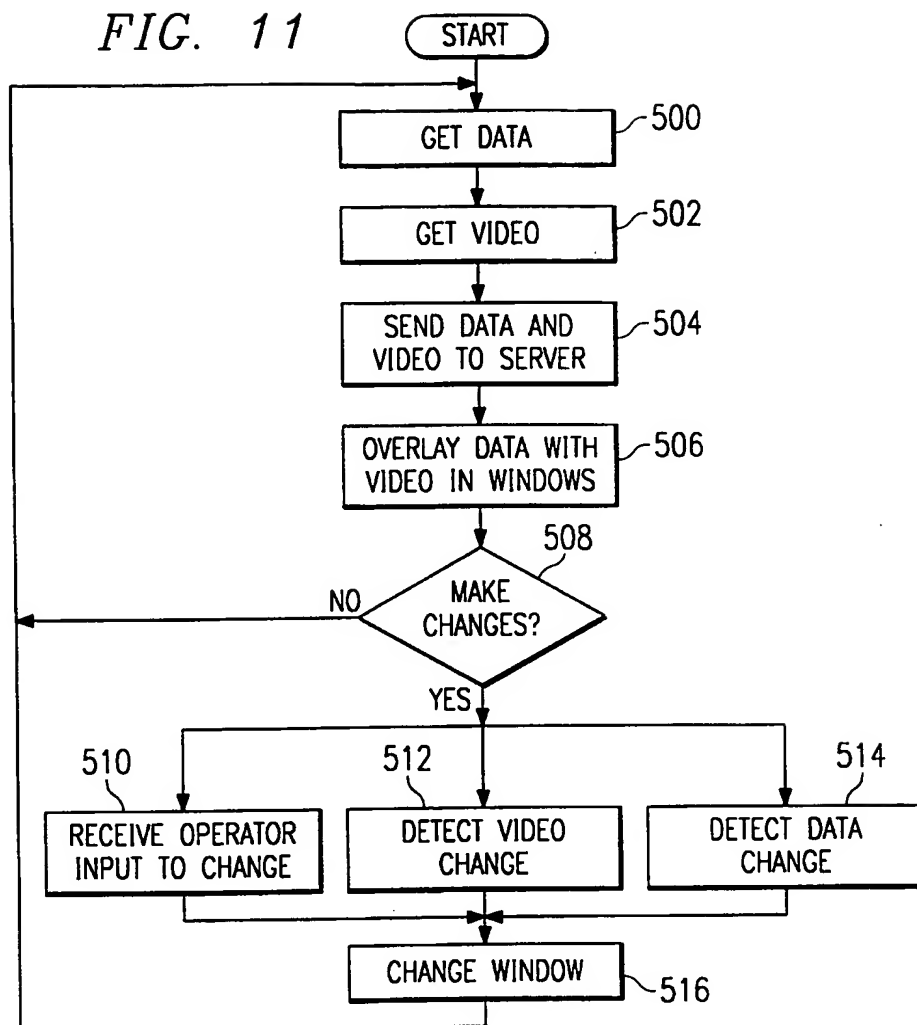 FIG. 11
START
GET DATA
500
GET VIDEO
502
SEND DATA AND
VIDEO TO SERVER
504
OVERLAY DATA WITH
VIDEO IN WINDOWS
506
508
MAKE
CHANGES?
NO
YES
510
RECEIVE OPERATOR
INPUT TO CHANGE
512
DETECT VIDEO
CHANGE
514
DETECT DATA
CHANGE
CHANGE WINDOW
516